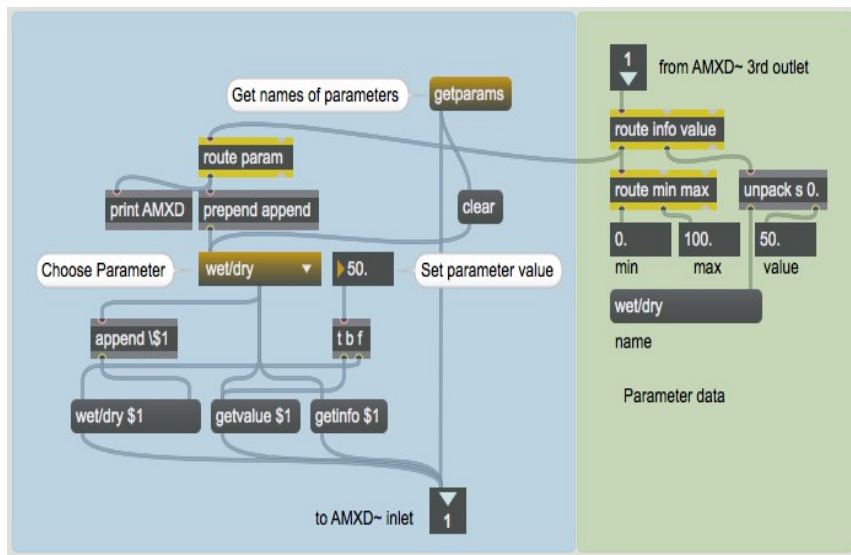 Get names of parameters
getparams
route param
print AMXD
prepend append
clear
Choose Parameter
wet/dry
50.
Set parameter value
append \$1
t b f
wet/dry $1
getvalue $1
getinfo $1
to AMXD~ inlet
1
1
from AMXD~ 3rd outlet
route info value
route min max
unpack s 0.
0.
100.
50.
min
max
value
wet/dry
name
Parameter data